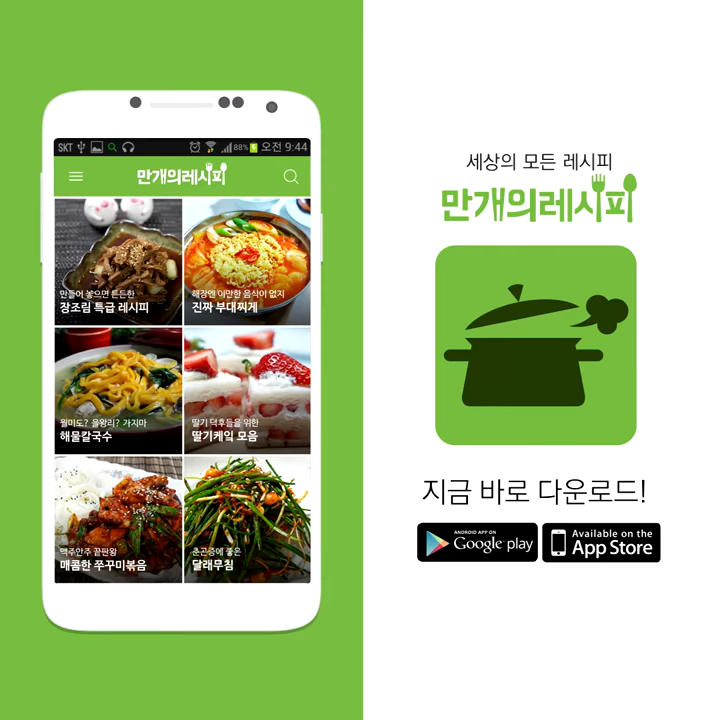 SKT 88% 오전 9:44
만개의레시피
만들어 놓으면 든든한
장조림 특급 레시피
해장엔 이만한 음식이 없지
진짜 부대찌게
월미도? 을왕리? 가지마
해물칼국수
딸기 덕후들을 위한
딸기케익 모음
맥주안주 끝판왕
매콤한 쭈꾸미볶음
춘곤증에 좋은
달래무침
세상의 모든 레시피
만개의레시피
지금 바로 다운로드!
ANDROID APP ON
Google play
Available on the
App Store